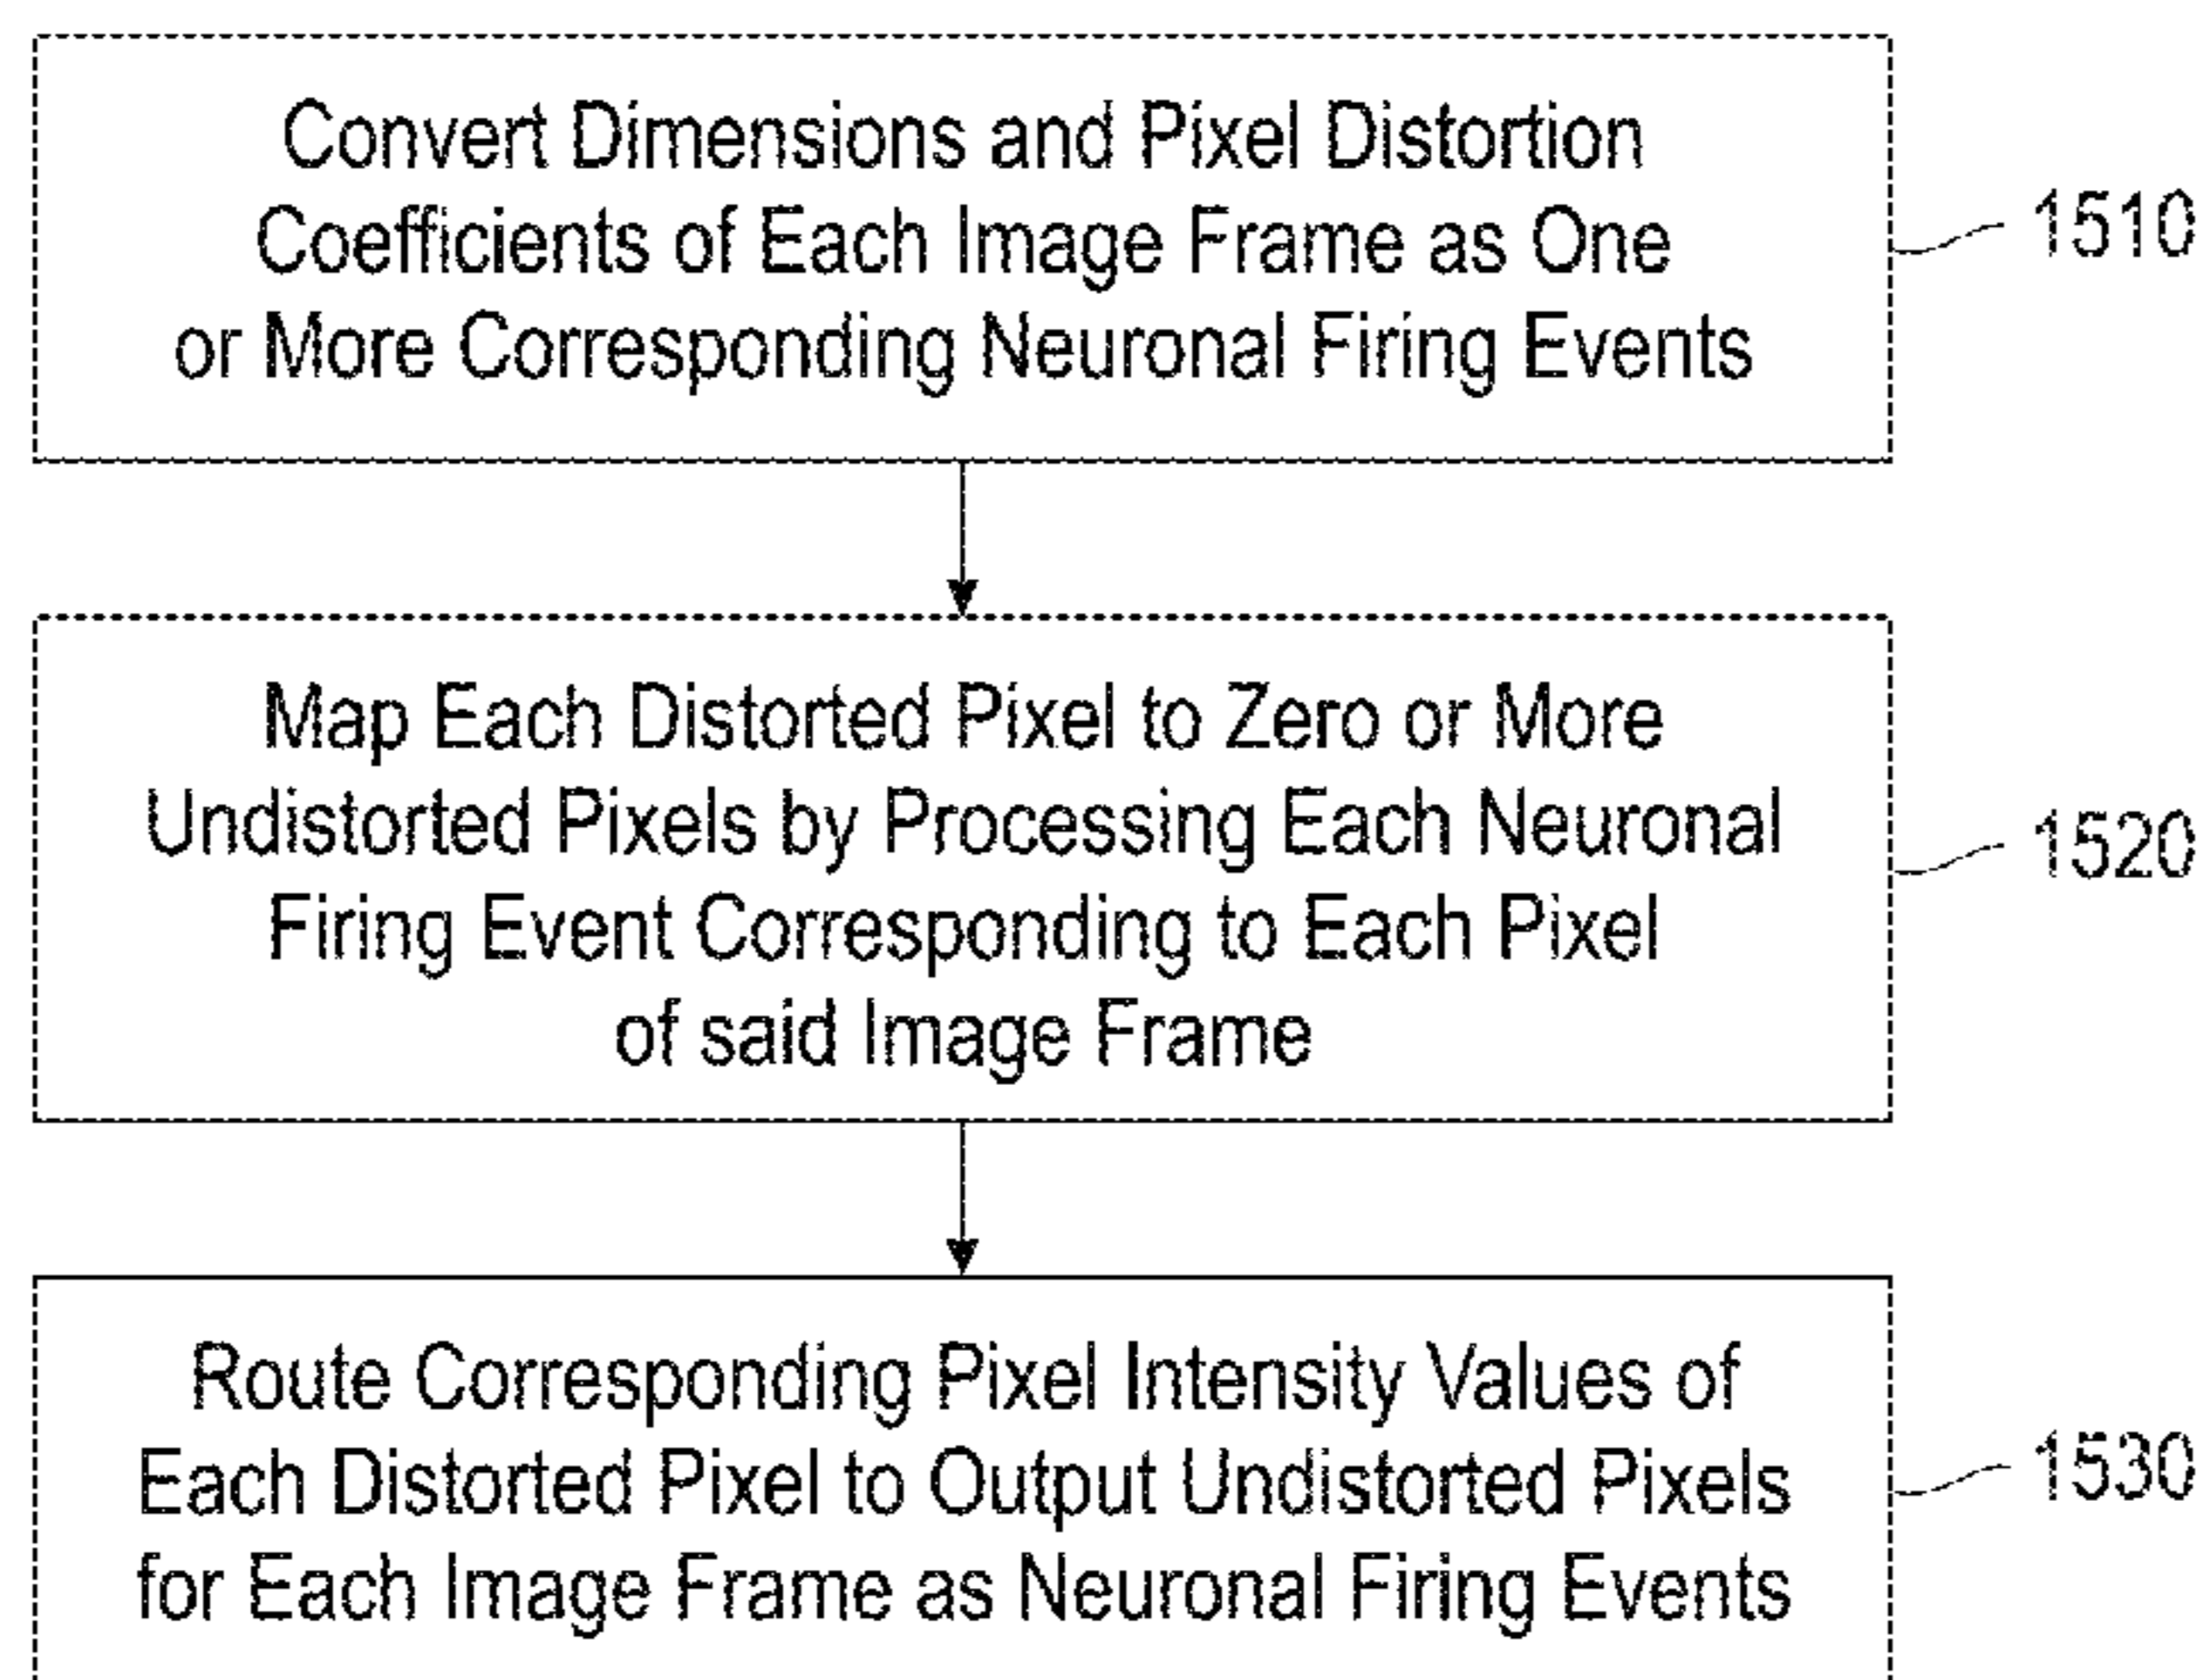 Convert Dimensions and Pixel Distortion
Coefficients of Each Image Frame as One
or More Corresponding Neuronal Firing Events
1510
Map Each Distorted Pixel to Zero or More
Undistorted Pixels by Processing Each Neuronal
Firing Event Corresponding to Each Pixel
of said Image Frame
1520
Route Corresponding Pixel Intensity Values of
Each Distorted Pixel to Output Undistorted Pixels
for Each Image Frame as Neuronal Firing Events
1530